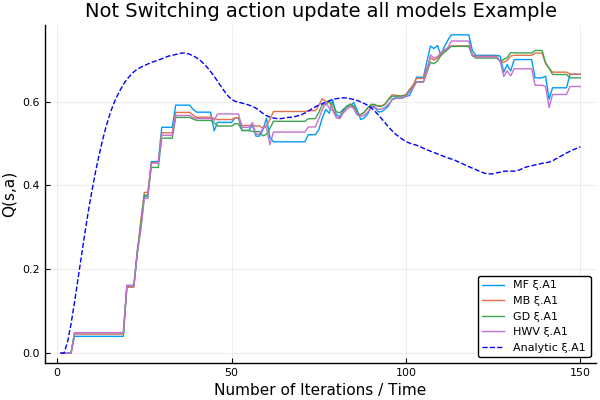 Not Switching action update all models Example
Q(s,a)
0.6
0.4
0.2
0.0
0
50
100
150
Number of Iterations / Time
MF ξ.A1
MB ξ.A1
GD ξ.A1
HWV ξ.A1
Analytic ξ.A1